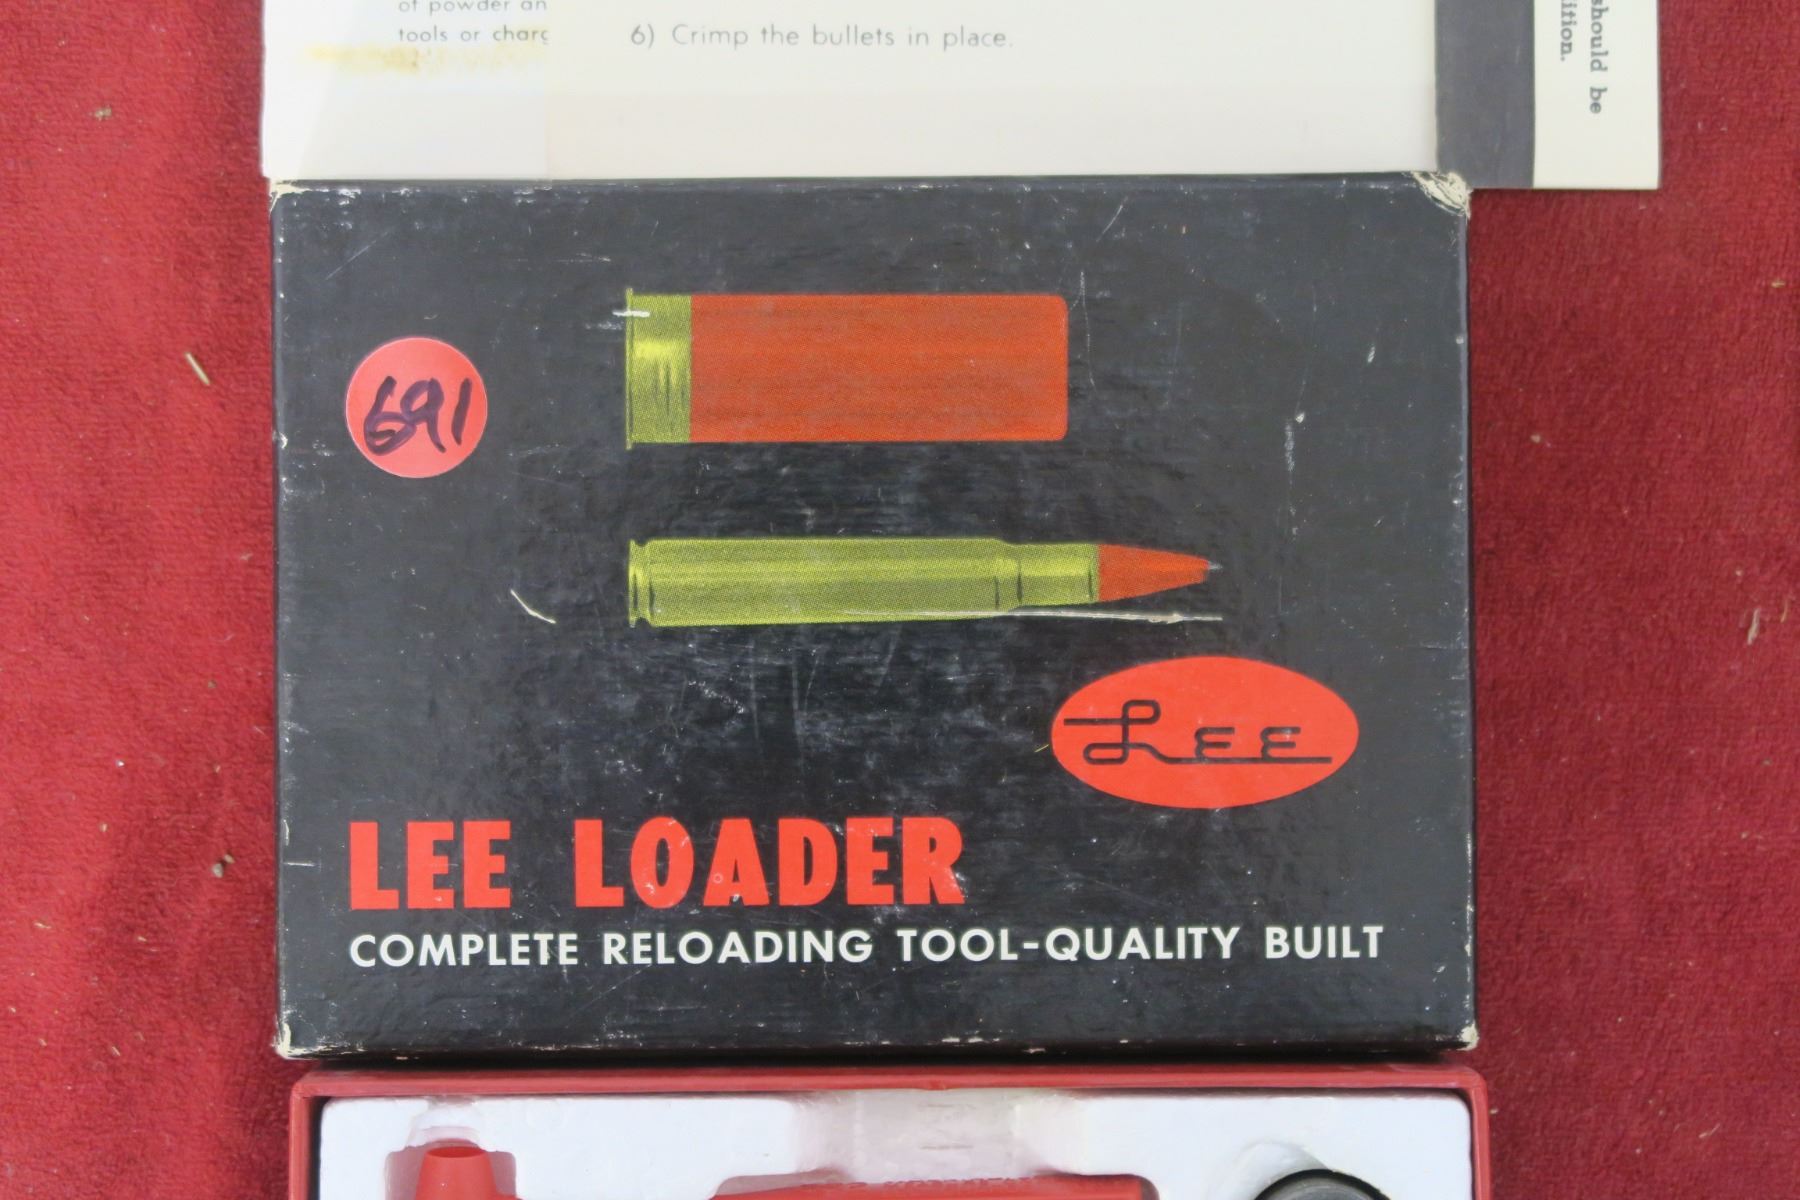 of powder an
tools or charg
6) Crimp the bullets in place.
should be
ition.
691
Lee
LEE LOADER
COMPLETE RELOADING TOOL-QUALITY BUILT